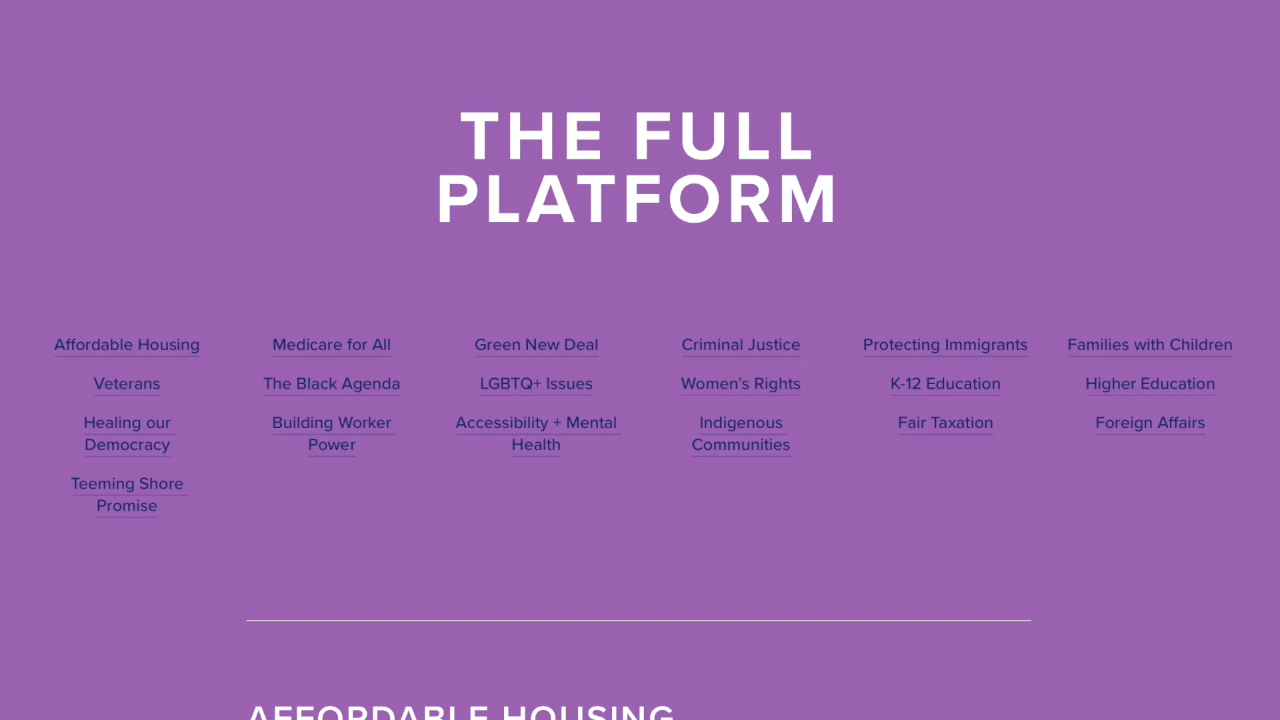 THE FULL
PLATFORM
Affordable Housing
Medicare for All
Green New Deal
Criminal Justice
Protecting Immigrants
Families with Children
Veterans
The Black Agenda
LGBTQ+ Issues
Women's Rights
K-12 Education
Higher Education
Healing our
Democracy
Building Worker
Power
Accessibility + Mental
Health
Indigenous
Communities
Fair Taxation
Foreign Affairs
Teeming Shore
Promise
AFFORDABLE HOUSING